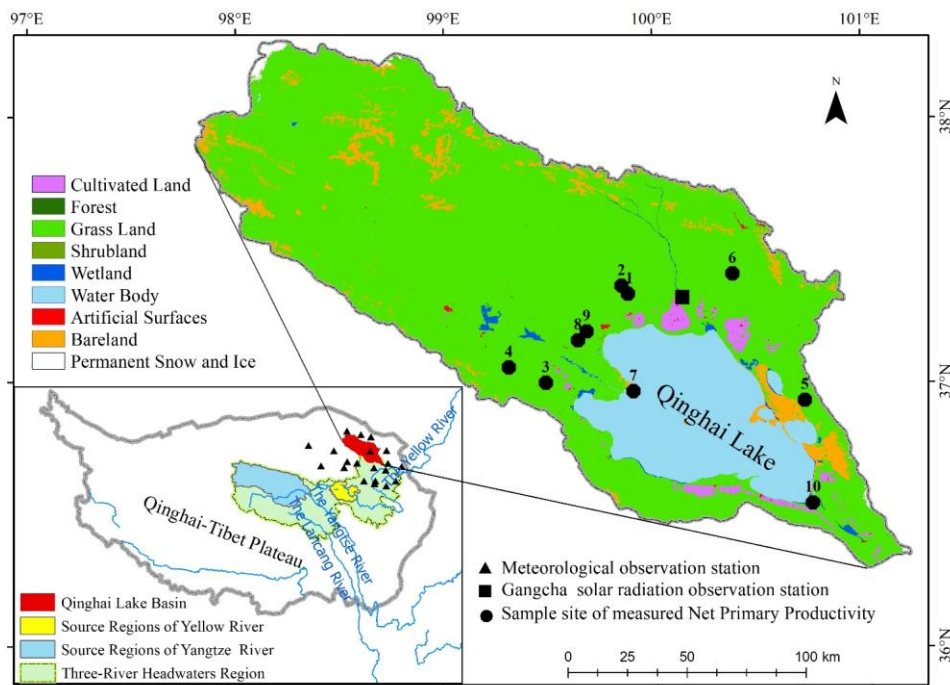 97°E 98°E 99°E 100°E 101°E
N
38°N
Cultivated Land
Forest
Grass Land
Shrubland
Wetland
Water Body
Artificial Surfaces
Bareland
Permanent Snow and Ice
6
2
1
9
8
4
3
7
5
10
37°N
Qinghai Lake
The Yellow River
The Yangtse River
The Lancang River
Qinghai-Tibet Plateau
Qinghai Lake Basin
Source Regions of Yellow River
Source Regions of Yangtze River
Three-River Headwaters Region
Meteorological observation station
Gangcha solar radiation observation station
Sample site of measured Net Primary Productivity
36°N
0 25 50 100 km